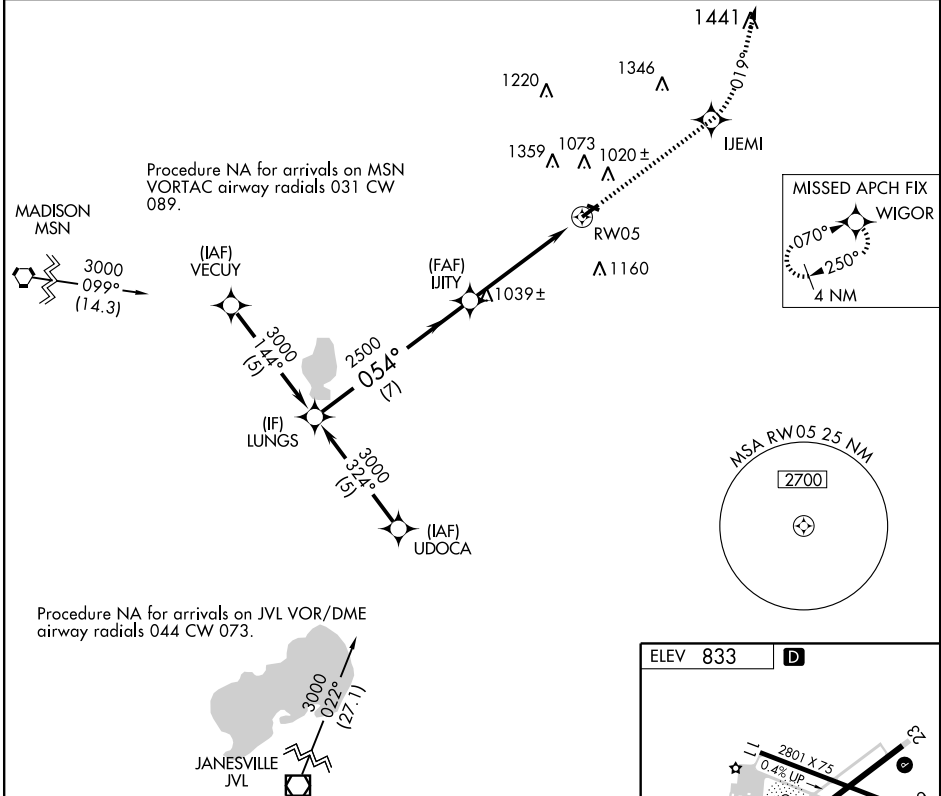 1441
019°
1220
1346
IJEMI
1359
1073
1020 ±
Procedure NA for arrivals on MSN
VORTAC airway radials 031 CW
089.
MISSED APCH FIX
WIGOR
070°
250°
4 NM
MADISON
MSN
3000
099°
(14.3)
(IAF)
VECUY
RW05
(FAF)
IJITY
1160
1039 ±
3000
144°
(5)
2500
054°
(7)
(IF)
LUNGS
3000
324°
(5)
(IAF)
UDOCA
MSA RW05 25 NM
2700
Procedure NA for arrivals on JVL VOR/DME
airway radials 044 CW 073.
3000
022°
(27.1)
JANESVILLE
JVL
ELEV 833
D
23
11
2801 X 75
0.4% UP
P